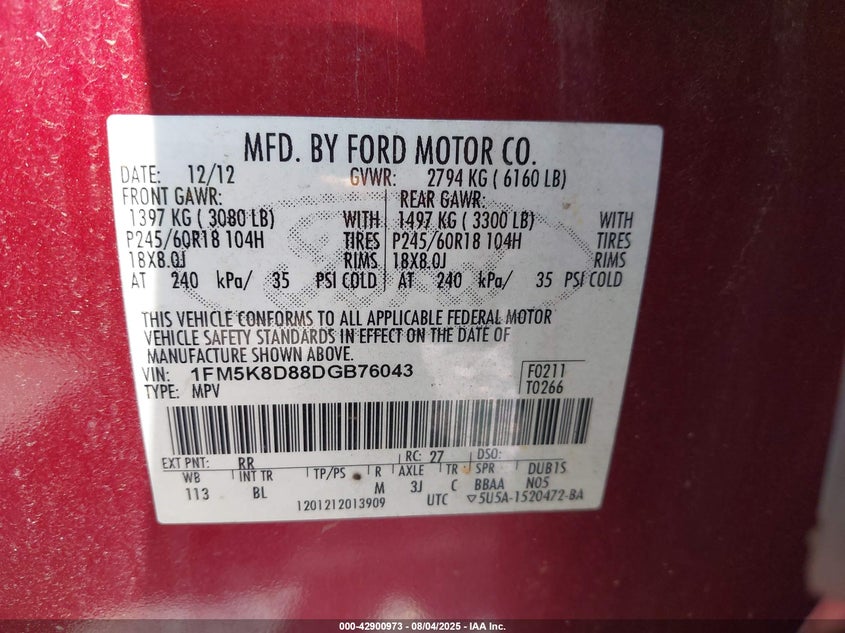 MFD. BY FORD MOTOR CO.
DATE: 12/12 GVWR: 2794 KG ( 6160 LB)
FRONT GAWR: REAR GAWR:
1397 KG ( 3080 LB) WITH 1497 KG ( 3300 LB) WITH
P245/60R18 104H TIRES P245/60R18 104H TIRES
18X8.0J RIMS 18X8.0J RIMS
AT 240 kPa/ 35 PSI COLD AT 240 kPa/ 35 PSI COLD
THIS VEHICLE CONFORMS TO ALL APPLICABLE FEDERAL MOTOR
VEHICLE SAFETY STANDARDS IN EFFECT ON THE DATE OF
MANUFACTURE SHOWN ABOVE.
VIN: 1FM5K8D88DGB76043 F0211
TYPE: MPV T0266
EXT PNT: RR RC: 27 DSO:
WB INT TR TP/PS R AXLE TR SPR DUB1S
113 BL M 3J C BBAA N05
1201212013909 UTC ▽5U5A-1520472-BA
000-42900973 - 08/04/2025 - IAA Inc.